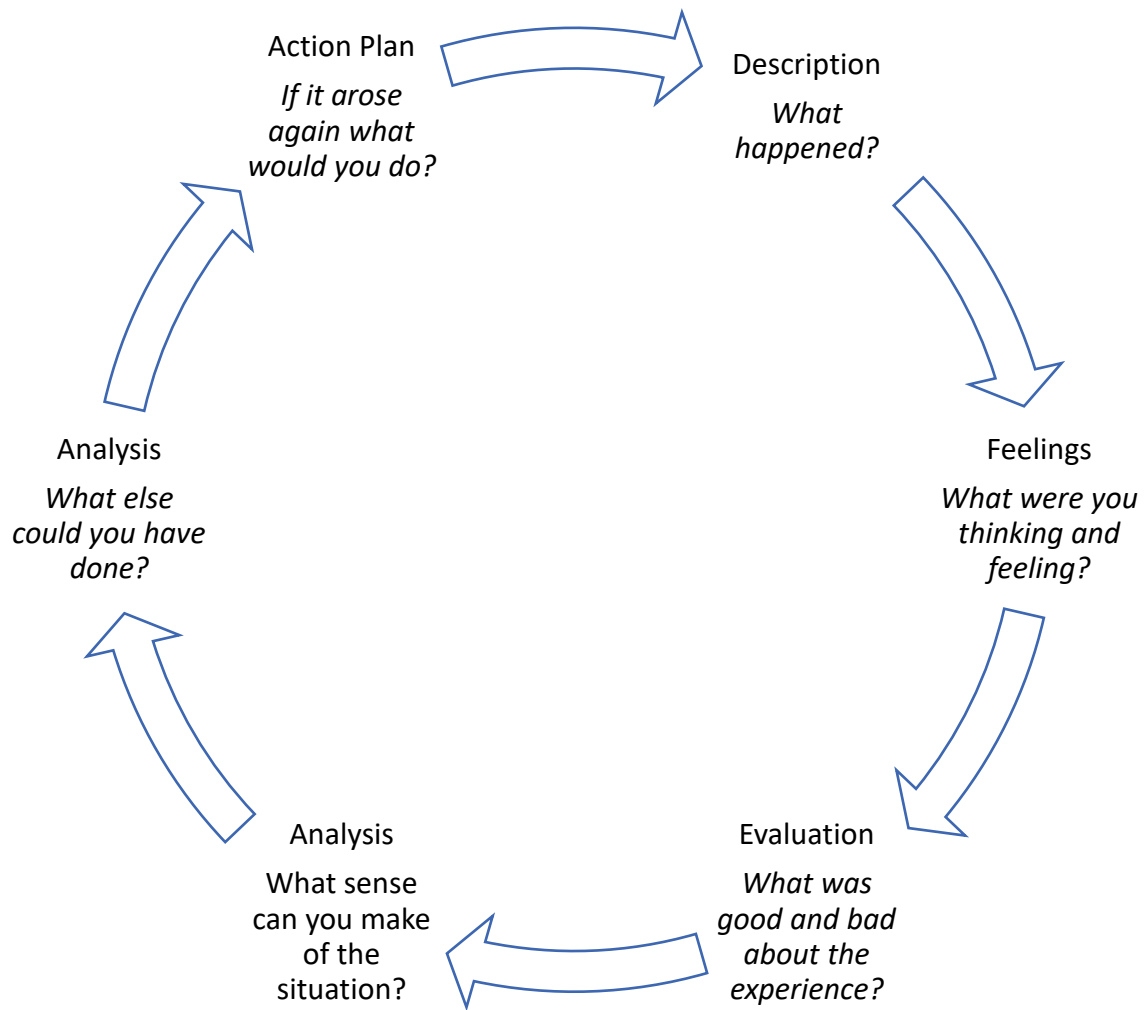 Action Plan
If it arose
again what
would you do?
Description
What
happened?
Feelings
What were you
thinking and
feeling?
Evaluation
What was
good and bad
about the
experience?
Analysis
What sense
can you make
of the
situation?
Analysis
What else
could you have
done?